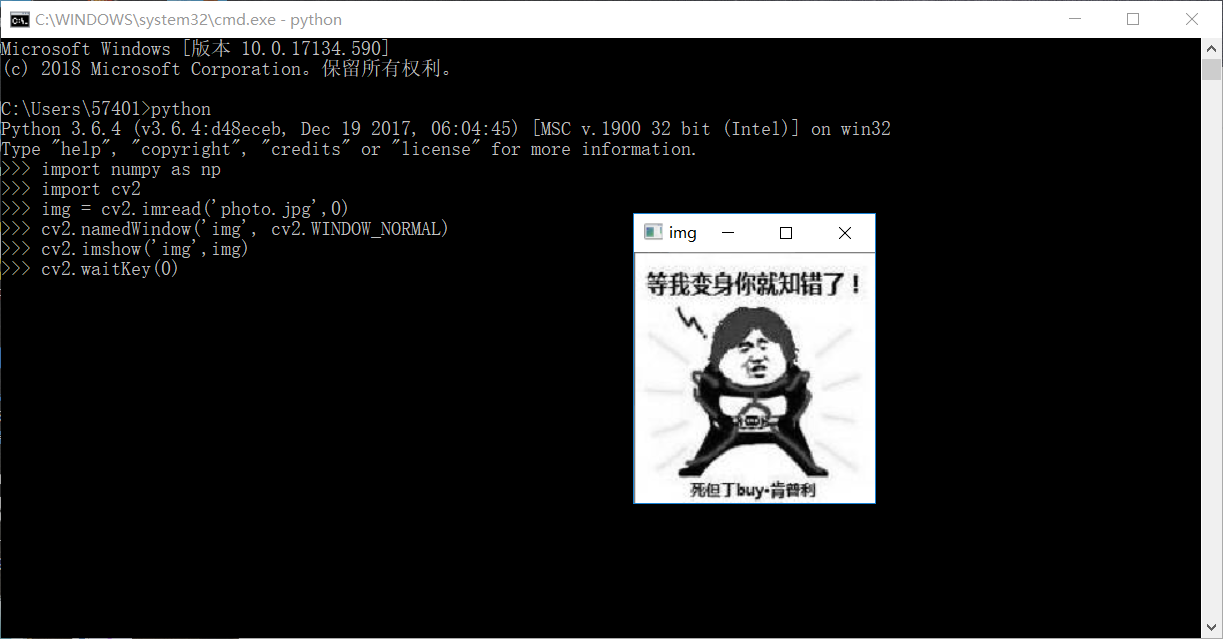 C:\WINDOWS\system32\cmd.exe - python
Microsoft Windows [版本 10.0.17134.590]
(c) 2018 Microsoft Corporation。保留所有权利。
C:\Users\57401>python
Python 3.6.4 (v3.6.4:d48eceb, Dec 19 2017, 06:04:45) [MSC v.1900 32 bit (Intel)] on win32
Type "help", "copyright", "credits" or "license" for more information.
>>> import numpy as np
>>> import cv2
>>> img = cv2.imread('photo.jpg',0)
>>> cv2.namedWindow('img', cv2.WINDOW_NORMAL)
>>> cv2.imshow('img',img)
>>> cv2.waitKey(0)
img
等我变身你就知错了！
死但丁buy-肯普利